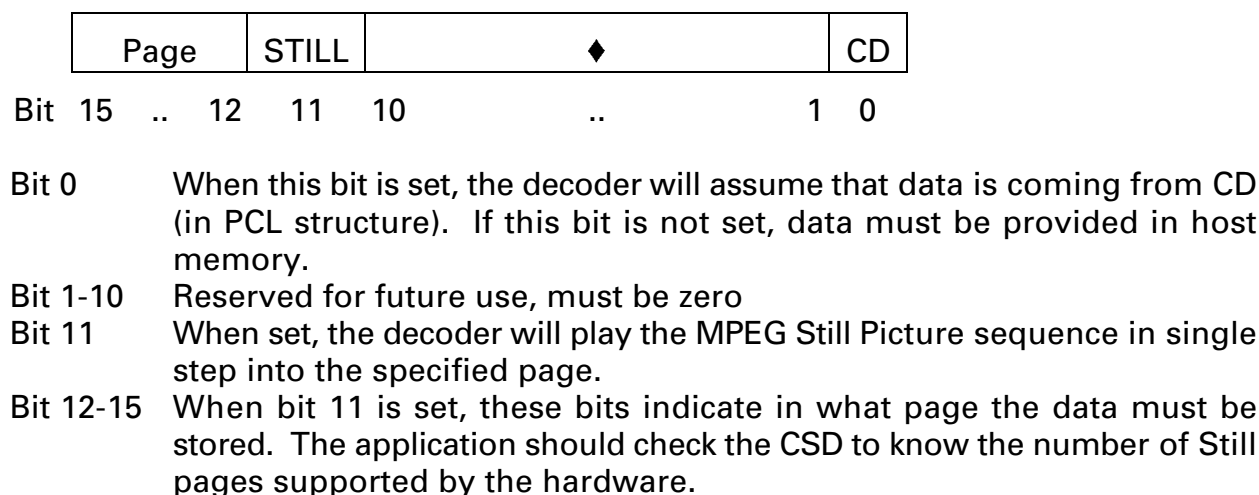 Page STILL ♦ CD
Bit 15 .. 12 11 10 .. 1 0
Bit 0 When this bit is set, the decoder will assume that data is coming from CD
(in PCL structure). If this bit is not set, data must be provided in host
memory.
Bit 1-10 Reserved for future use, must be zero
Bit 11 When set, the decoder will play the MPEG Still Picture sequence in single
step into the specified page.
Bit 12-15 When bit 11 is set, these bits indicate in what page the data must be
stored. The application should check the CSD to know the number of Still
pages supported by the hardware.